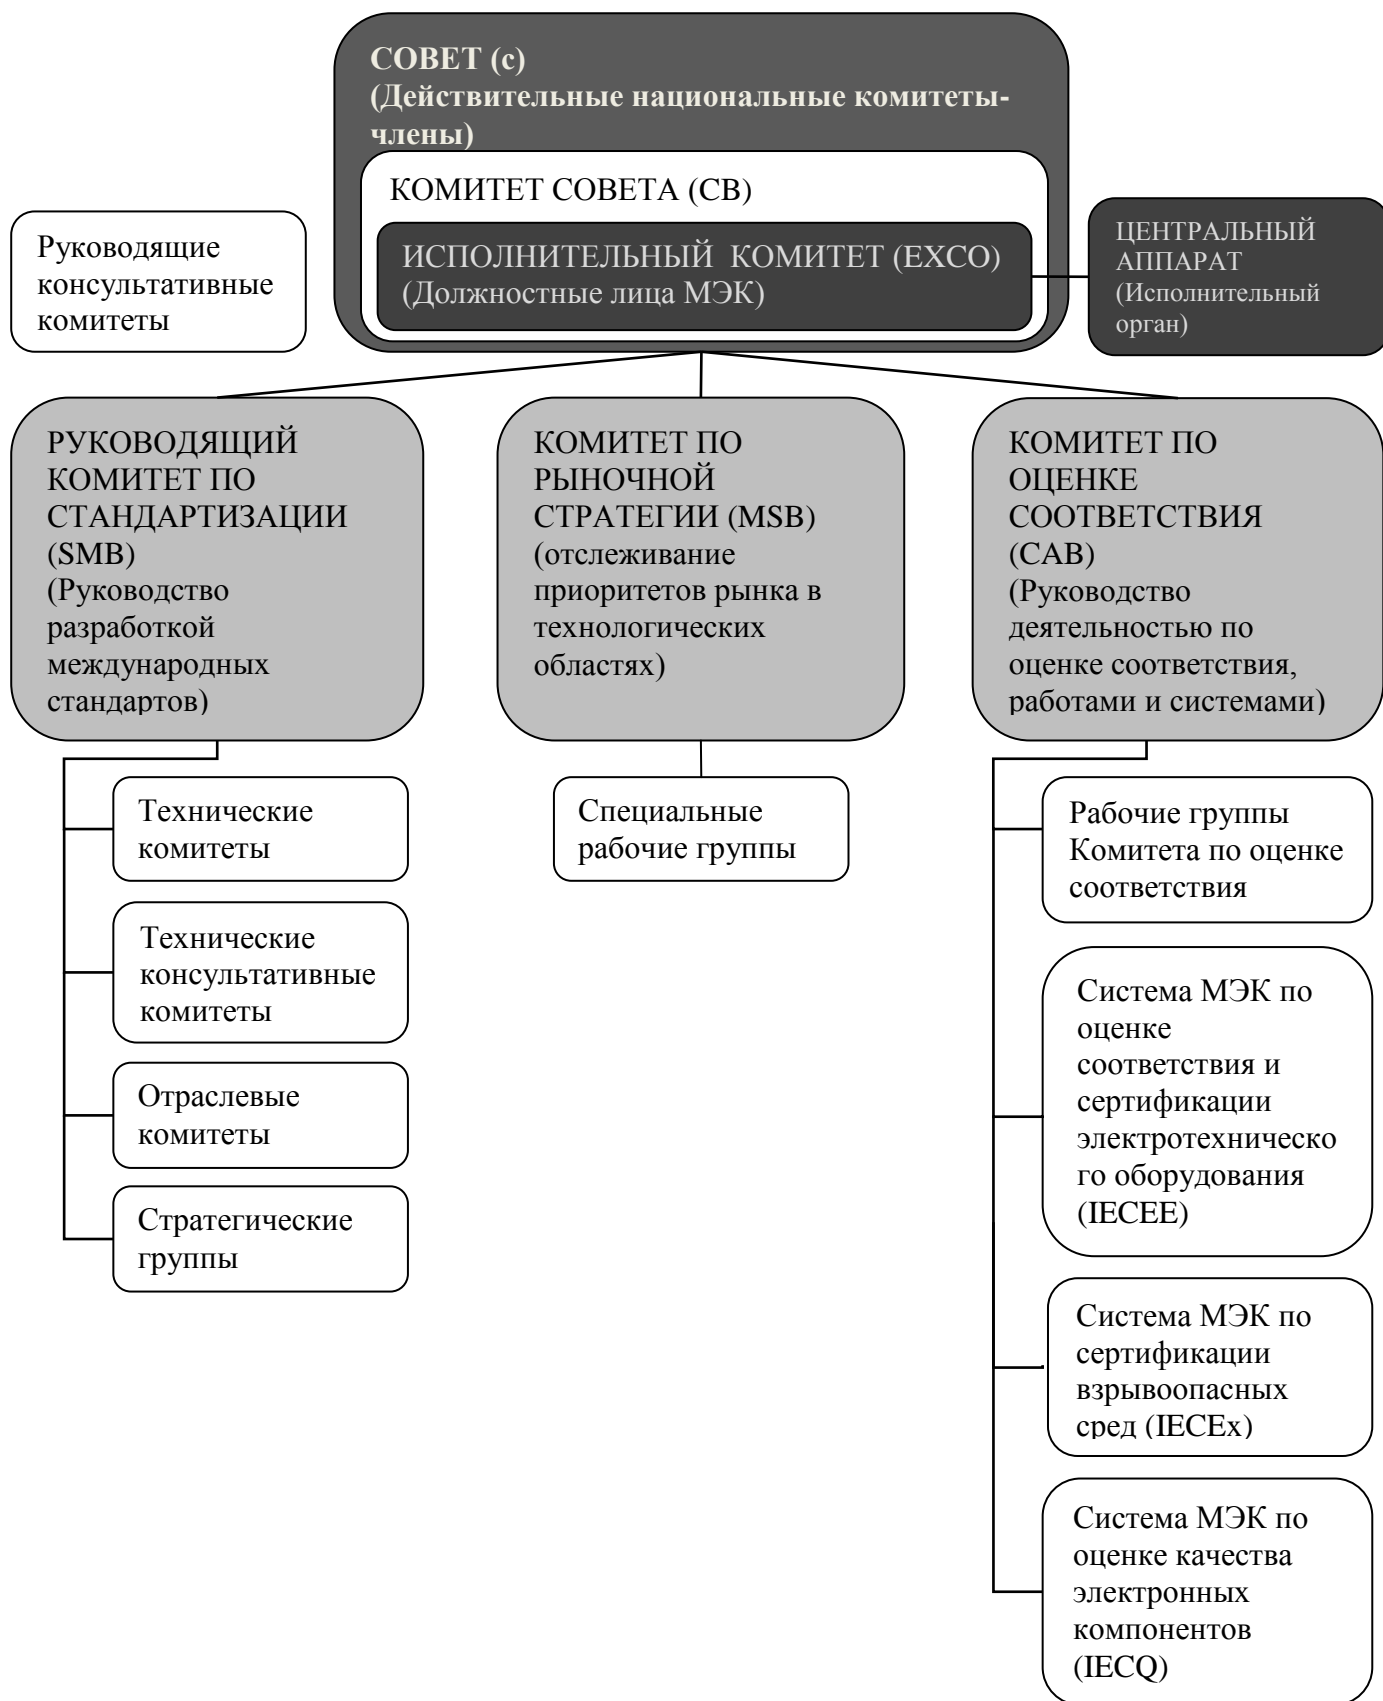 СОВЕТ (с)
(Действительные национальные комитеты-
члены)
КОМИТЕТ СОВЕТА (CB)
ИСПОЛНИТЕЛЬНЫЙ КОМИТЕТ (EXCO)
(Должностные лица МЭК)
Руководящие
консультативные
комитеты
ЦЕНТРАЛЬНЫЙ
АППАРАТ
(Исполнительный
орган)
РУКОВОДЯЩИЙ
КОМИТЕТ ПО
СТАНДАРТИЗАЦИИ
(SMB)
(Руководство
разработкой
международных
стандартов)
КОМИТЕТ ПО
РЫНОЧНОЙ
СТРАТЕГИИ (MSB)
(отслеживание
приоритетов рынка в
технологических
областях)
КОМИТЕТ ПО
ОЦЕНКЕ
СООТВЕТСТВИЯ
(CAB)
(Руководство
деятельностью по
оценке соответствия,
работами и системами)
Технические
комитеты
Технические
консультативные
комитеты
Отраслевые
комитеты
Стратегические
группы
Специальные
рабочие группы
Рабочие группы
Комитета по оценке
соответствия
Система МЭК по
оценке
соответствия и
сертификации
электротехническо
го оборудования
(IECEE)
Система МЭК по
сертификации
взрывоопасных
сред (IECEx)
Система МЭК по
оценке качества
электронных
компонентов
(IECQ)